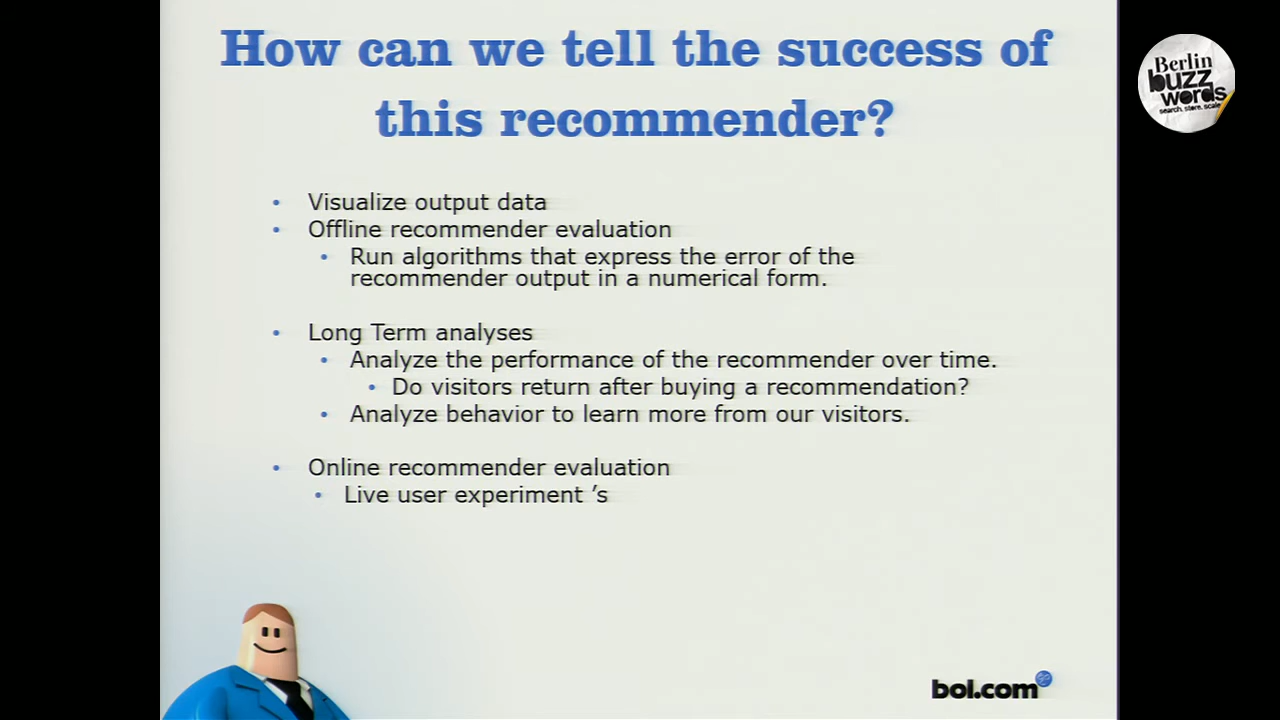 How can we tell the success of
this recommender?
Berlin
buzz
words
search. store. scale
• Visualize output data
• Offline recommender evaluation
• Run algorithms that express the error of the
recommender output in a numerical form.
• Long Term analyses
• Analyze the performance of the recommender over time.
• Do visitors return after buying a recommendation?
• Analyze behavior to learn more from our visitors.
• Online recommender evaluation
• Live user experiment ’s
bol.com